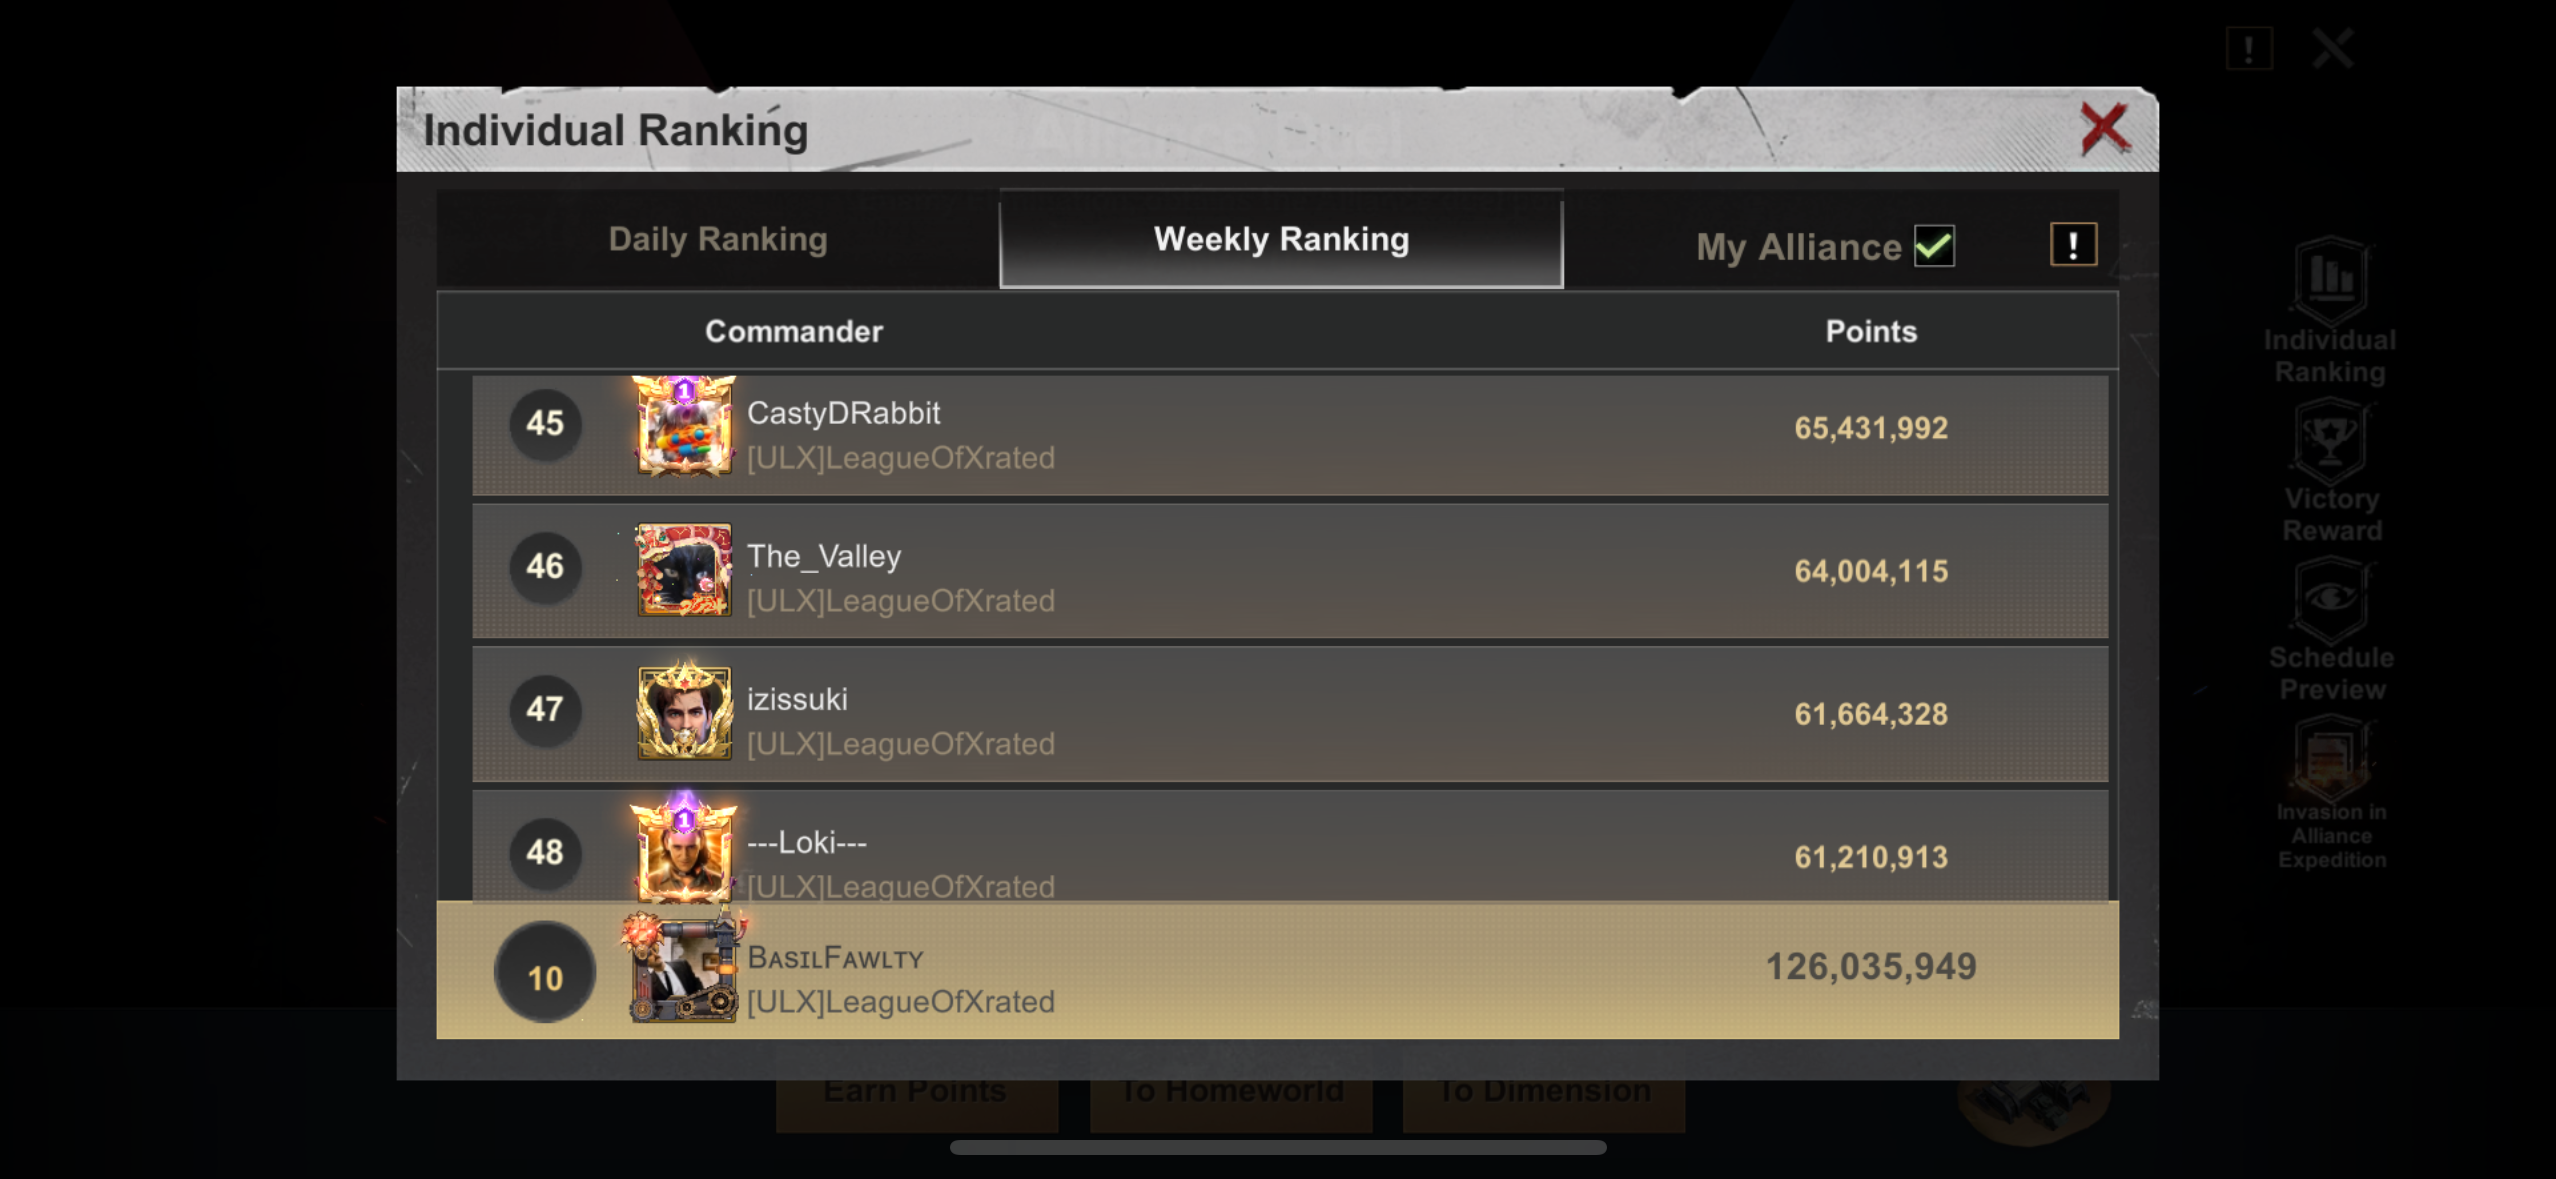 Individual Ranking
Daily Ranking
Weekly Ranking
My Alliance
!
Commander
Points
45
1
CastyDRabbit
[ULX]LeagueOfXrated
65,431,992
46
The_Valley
[ULX]LeagueOfXrated
64,004,115
47
izissuki
[ULX]LeagueOfXrated
61,664,328
48
1
---Loki---
[ULX]LeagueOfXrated
61,210,913
10
BASILFAWLTY
[ULX]LeagueOfXrated
126,035,949
!
Individual
Ranking
Victory
Reward
Schedule
Preview
Invasion in
Alliance
Expedition
Earn Points
To Homeworld
To Dimension